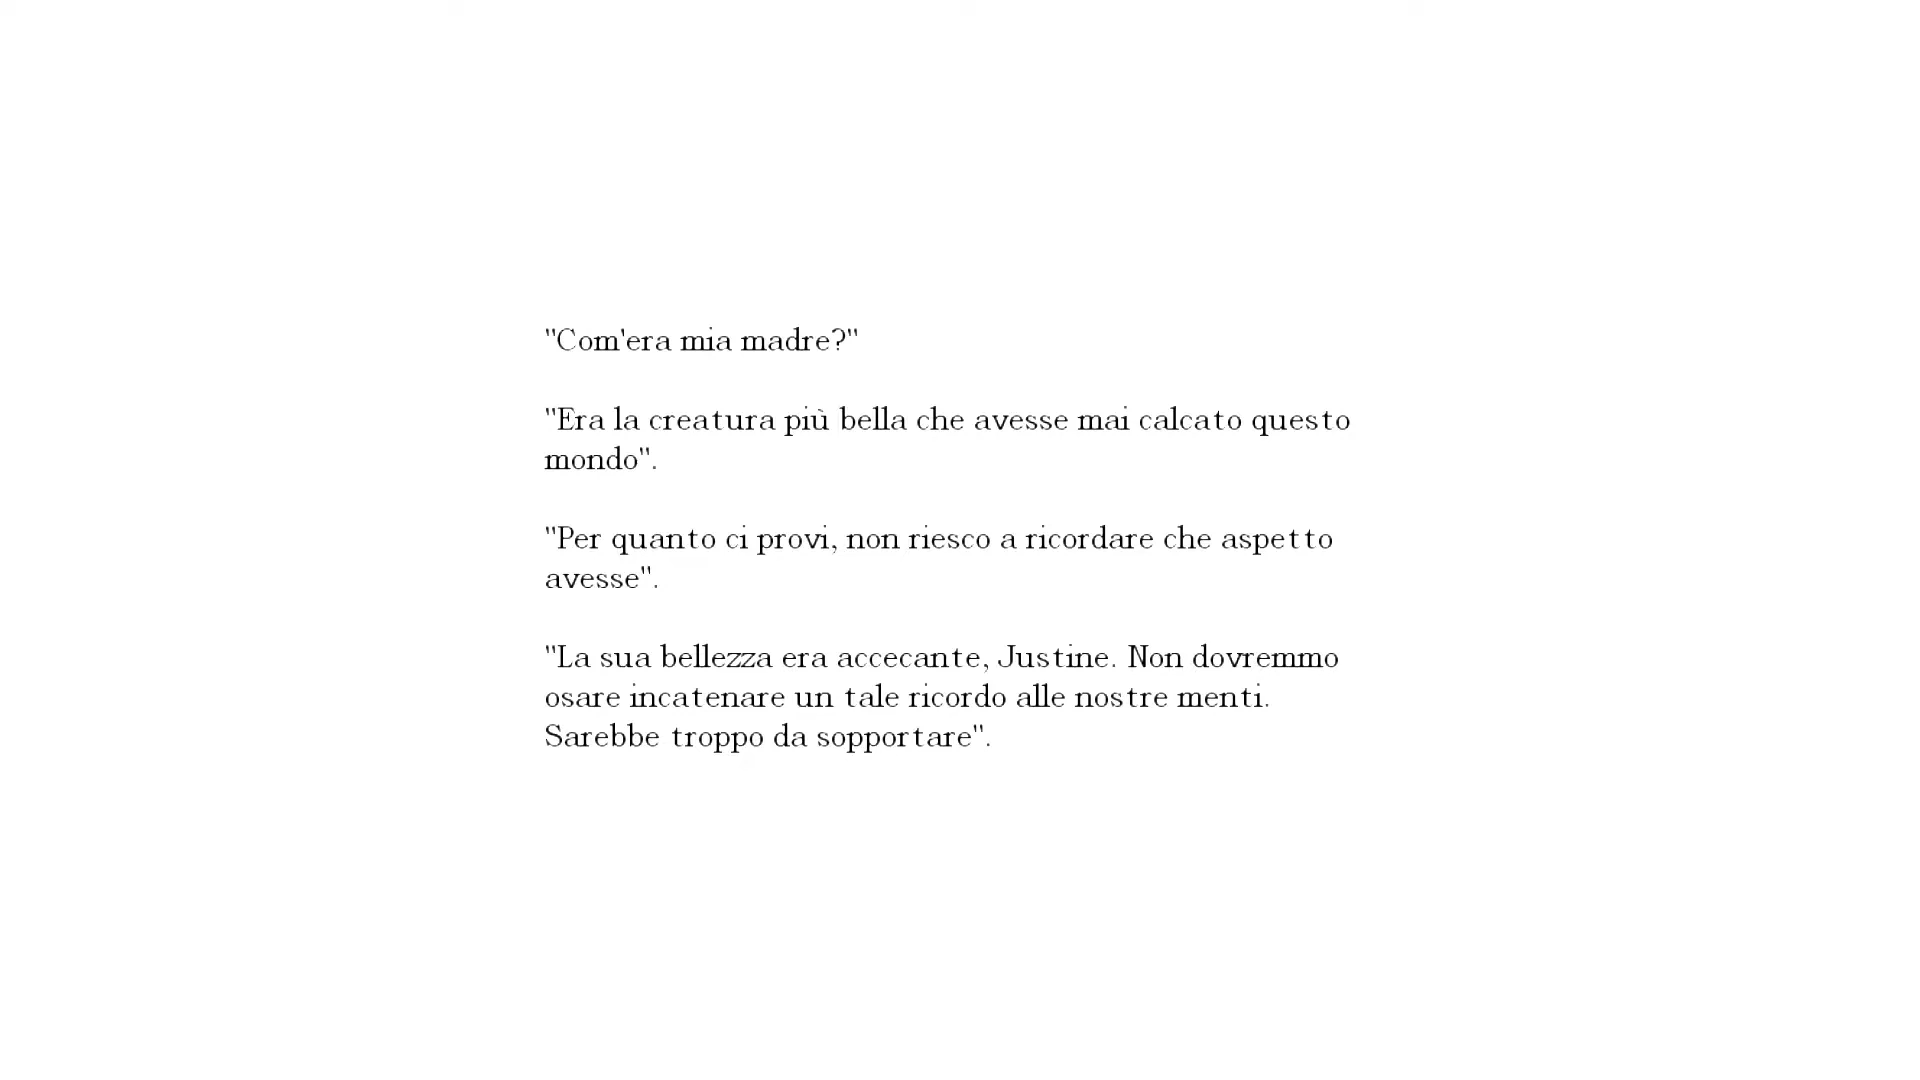 "Com'era mia madre?"
"Era la creatura più bella che avesse mai calcato questo
mondo".
"Per quanto ci provi, non riesco a ricordare che aspetto
avesse".
"La sua bellezza era accecante, Justine. Non dovremmo
osare incatenare un tale ricordo alle nostre menti.
Sarebbe troppo da sopportare".